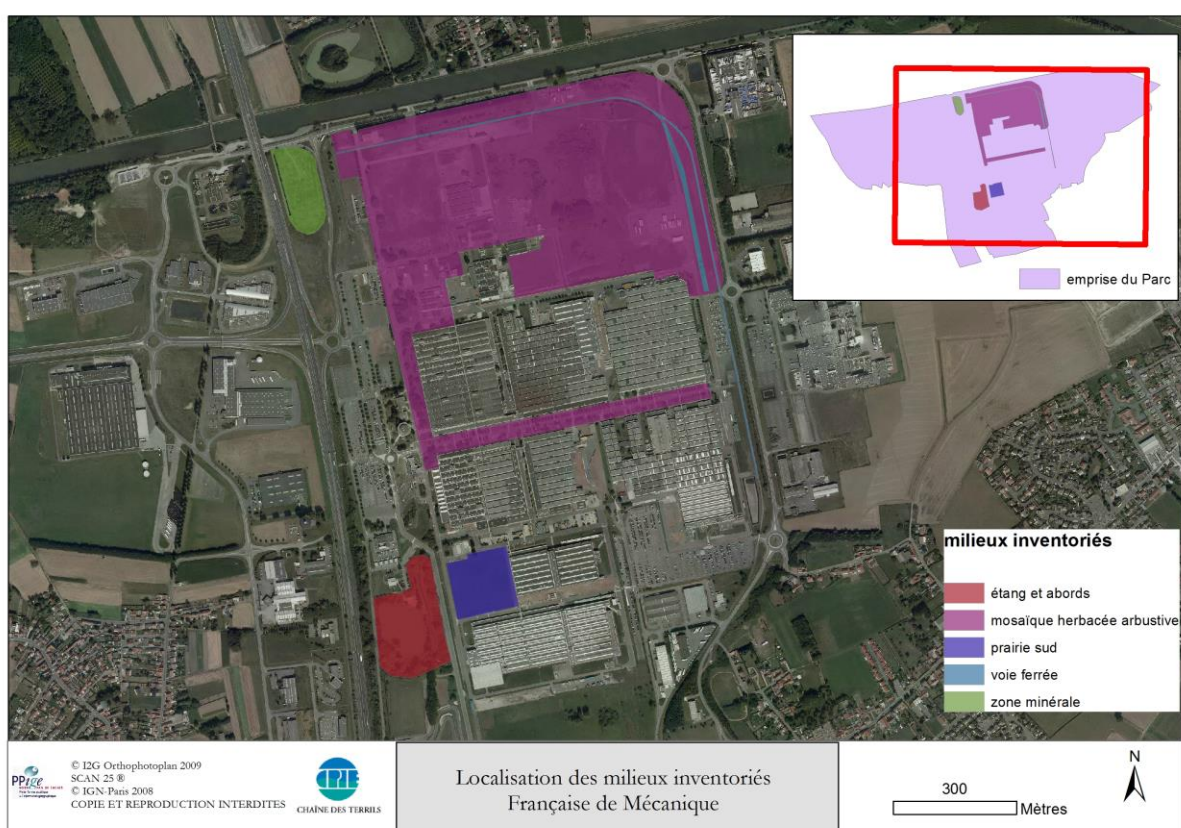 emprise du Parc
milieux inventoriés
étang et abords
mosaïque herbacée arbustive
prairie sud
voie ferrée
zone minérale
PPige
© I2G Orthophotoplan 2009
SCAN 25 ®
© IGN-Paris 2008
COPIE ET REPRODUCTION INTERDITES
CPIE
CHAÎNE DES TERRILS
Localisation des milieux inventoriés
Française de Mécanique
300
Mètres
N